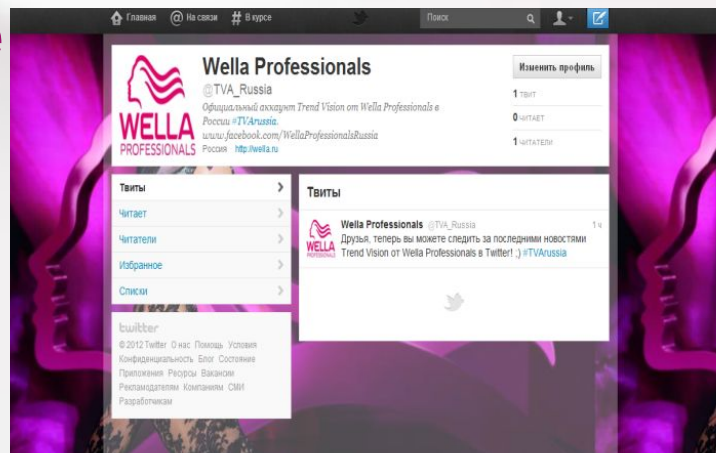 е
Главная На связи В курсе Поиск
Wella Professionals
@TVA_Russia
Официальный аккаунт Trend Vision от Wella Professionals в
России #TVArussia.
www.facebook.com/WellaProfessionalsRussia
Россия http://wella.ru
WELLA
PROFESSIONALS
Изменить профиль
1 ТВИТ
0 ЧИТАЕТ
1 ЧИТАТЕЛИ
Твиты
Читает
Читатели
Избранное
Списки
Твиты
Wella Professionals @TVA_Russia 1 ч
Друзья, теперь вы можете следить за последними новостями
Trend Vision от Wella Professionals в Twitter! ;) #TVArussia
WELLA
PROFESSIONALS
twitter
© 2012 Twitter О нас Помощь Условия
Конфиденциальность Блог Состояние
Приложения Ресурсы Вакансии
Рекламодателям Компаниям СМИ
Разработчикам